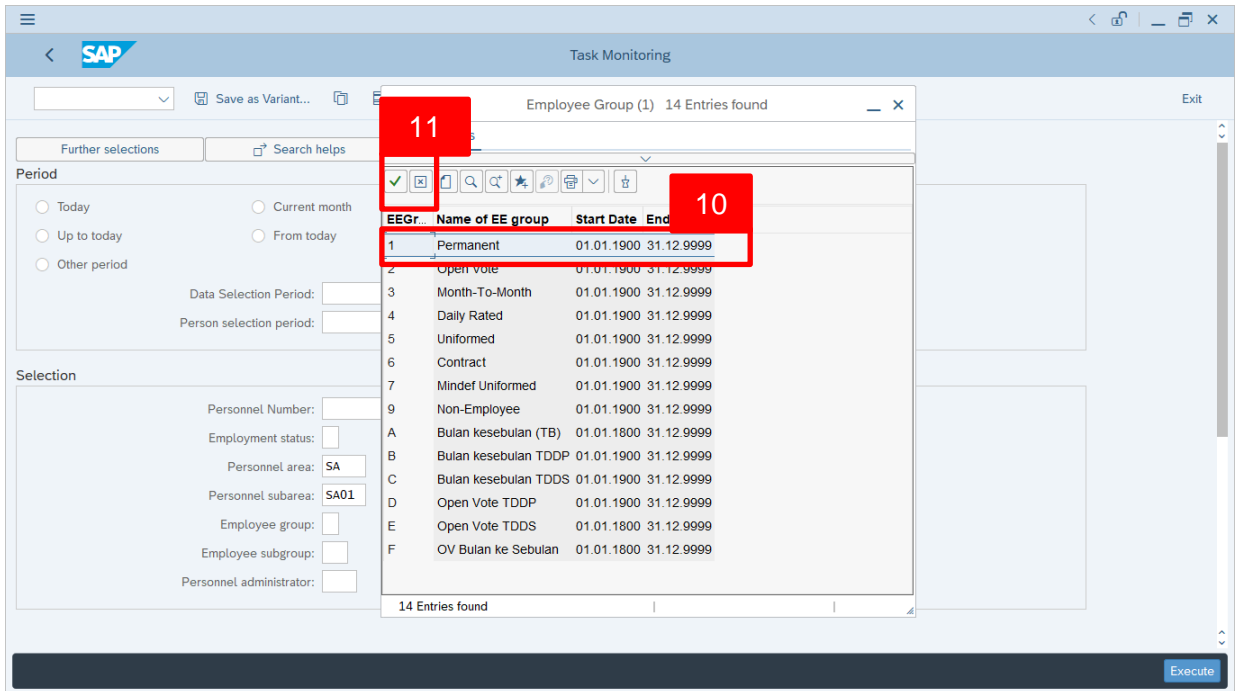 SAP
Task Monitoring
Save as Variant...
Exit
Employee Group (1) 14 Entries found
11
Further selections
Search helps
Period
Today
Current month
Up to today
From today
Other period
Data Selection Period:
Person selection period:
10
EEGr... Name of EE group Start Date End
1 Permanent 01.01.1900 31.12.9999
2 Open Vote 01.01.1900 31.12.9999
3 Month-To-Month 01.01.1900 31.12.9999
4 Daily Rated 01.01.1900 31.12.9999
5 Uniformed 01.01.1900 31.12.9999
6 Contract 01.01.1900 31.12.9999
7 Mindef Uniformed 01.01.1900 31.12.9999
9 Non-Employee 01.01.1900 31.12.9999
A Bulan kesebulan (TB) 01.01.1800 31.12.9999
B Bulan kesebulan TDDP 01.01.1900 31.12.9999
C Bulan kesebulan TDDS 01.01.1900 31.12.9999
D Open Vote TDDP 01.01.1900 31.12.9999
E Open Vote TDDS 01.01.1800 31.12.9999
F OV Bulan ke Sebulan 01.01.1800 31.12.9999
14 Entries found
Selection
Personnel Number:
Employment status:
Personnel area: SA
Personnel subarea: SA01
Employee group:
Employee subgroup:
Personnel administrator:
Execute